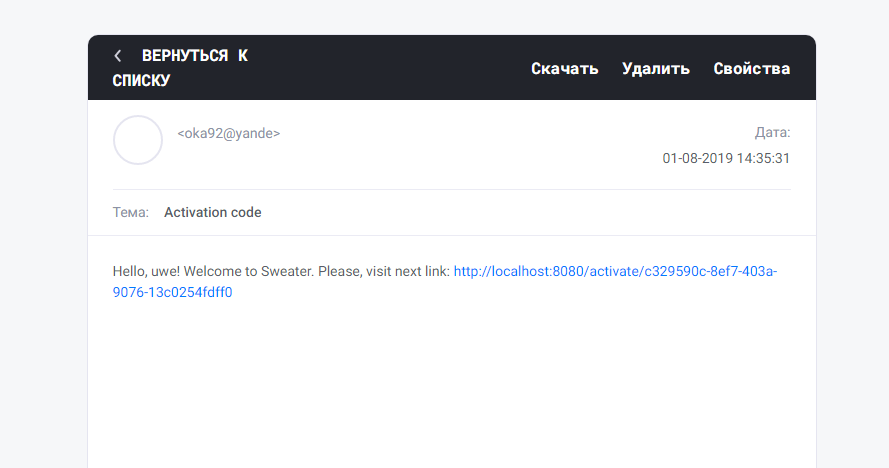 ВЕРНУТЬСЯ К
СПИСКУ
Скачать Удалить Свойства
<oka92@yande>
Дата:
01-08-2019 14:35:31
Тема: Activation code
Hello, uwe! Welcome to Sweater. Please, visit next link: http://localhost:8080/activate/c329590c-8ef7-403a-
9076-13c0254fdff0